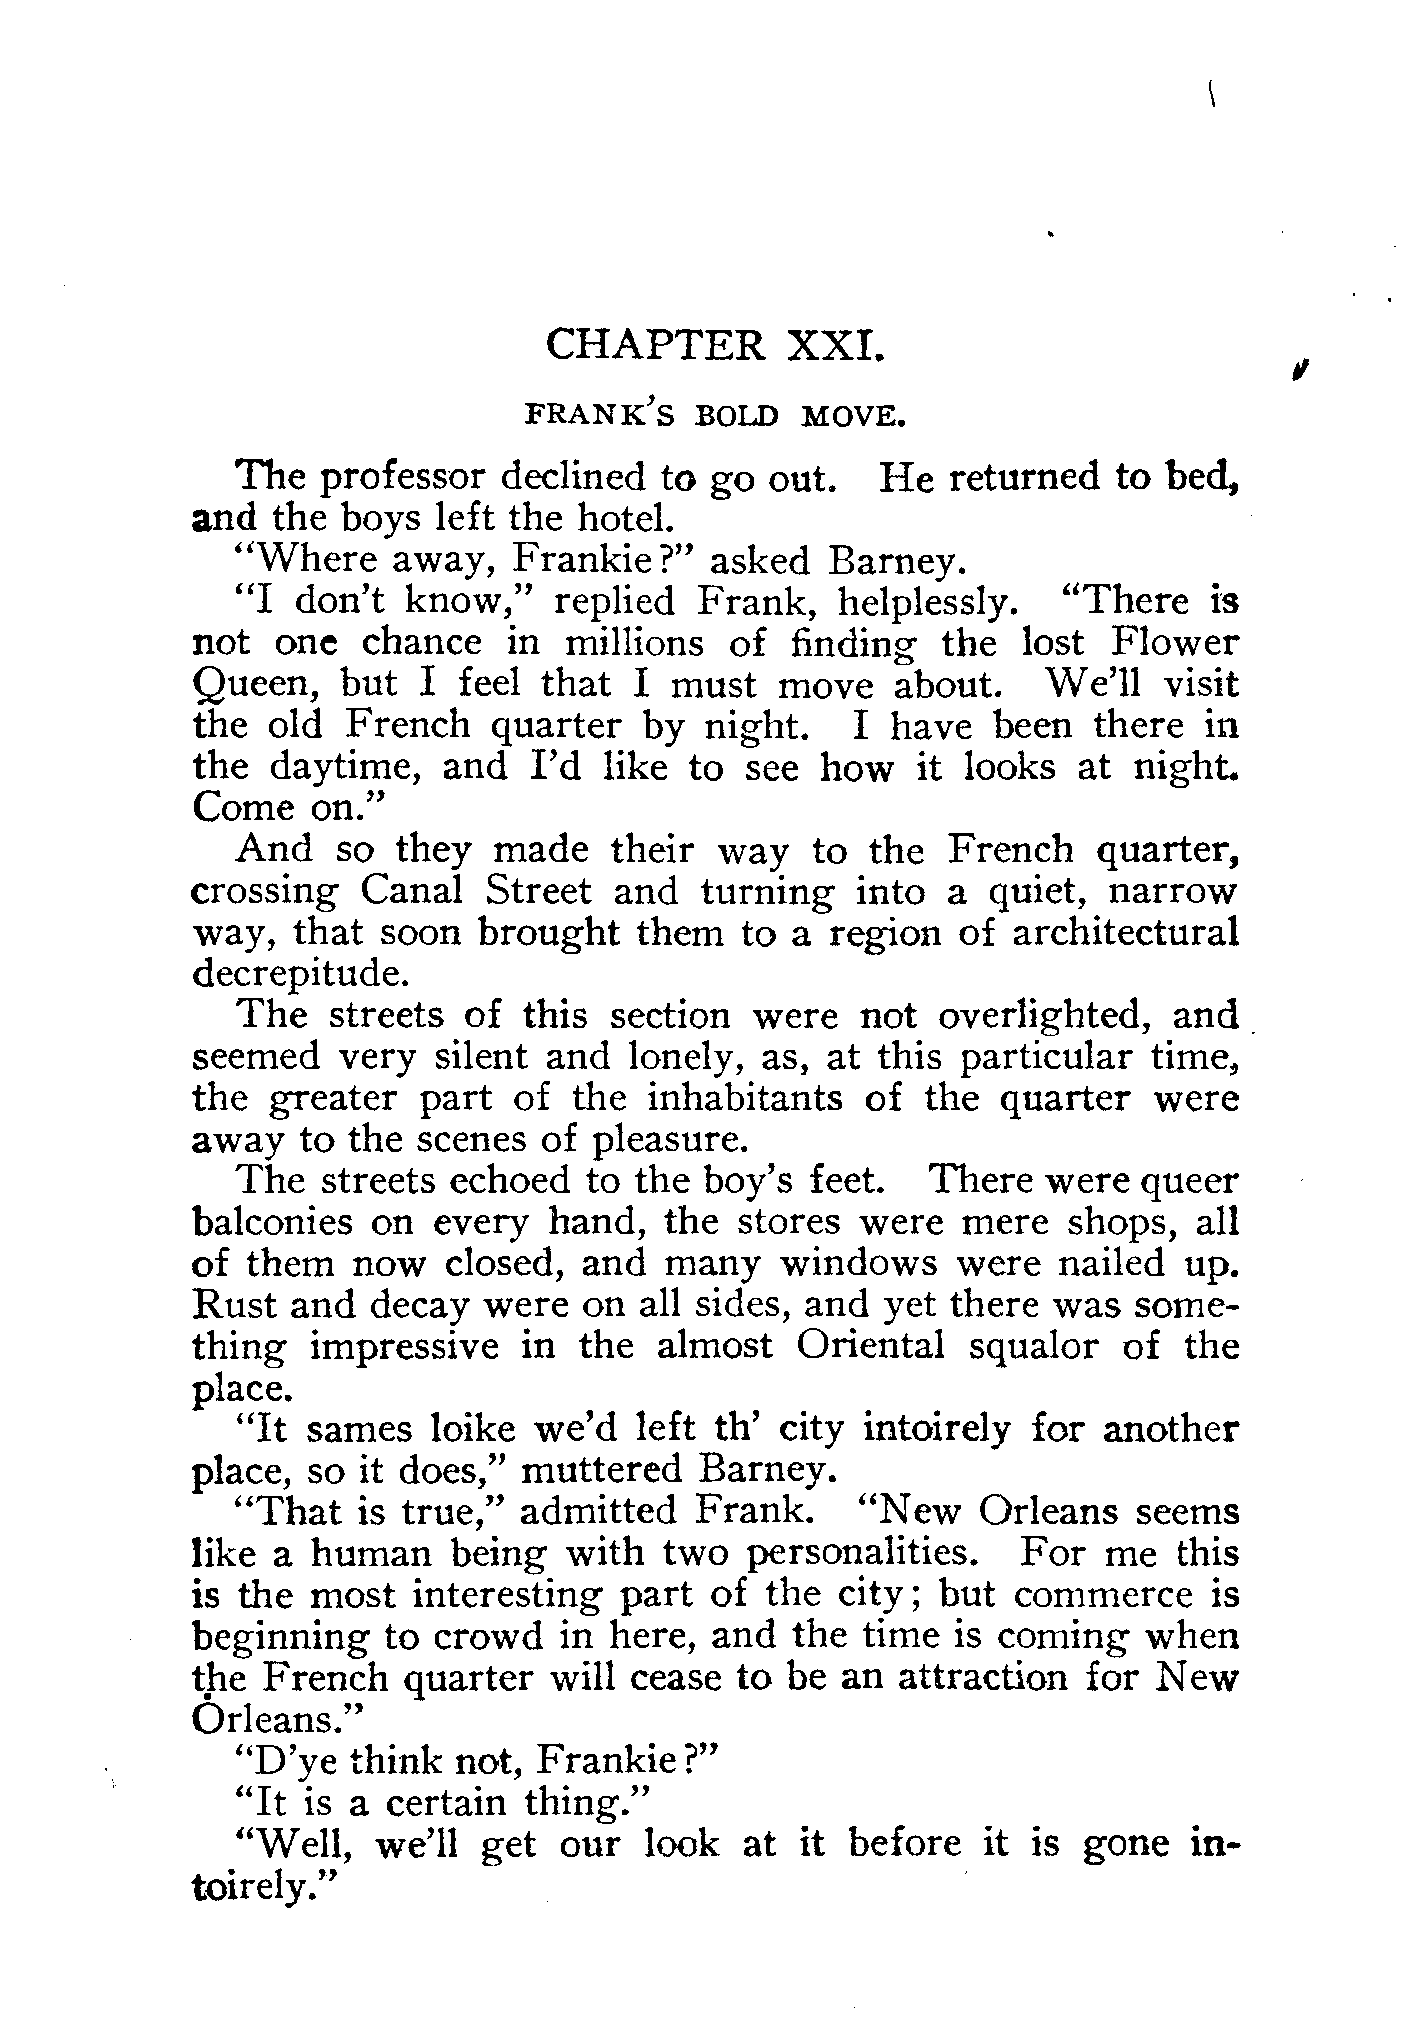 CHAPTER XXI.
FRANK'S BOLD MOVE.
The professor declined to go out. He returned to bed,
and the boys left the hotel.
"Where away, Frankie?" asked Barney.
"I don't know," replied Frank, helplessly. "There is
not one chance in millions of finding the lost Flower
Queen, but I feel that I must move about. We'll visit
the old French quarter by night. I have been there in
the daytime, and I'd like to see how it looks at night.
Come on."
And so they made their way to the French quarter,
crossing Canal Street and turning into a quiet, narrow
way, that soon brought them to a region of architectural
decrepitude.
The streets of this section were not overlighted, and
seemed very silent and lonely, as, at this particular time,
the greater part of the inhabitants of the quarter were
away to the scenes of pleasure.
The streets echoed to the boy's feet. There were queer
balconies on every hand, the stores were mere shops, all
of them now closed, and many windows were nailed up.
Rust and decay were on all sides, and yet there was some-
thing impressive in the almost Oriental squalor of the
place.
"It sames loike we'd left th' city intoirely for another
place, so it does," muttered Barney.
"That is true," admitted Frank. "New Orleans seems
like a human being with two personalities. For me this
is the most interesting part of the city; but commerce is
beginning to crowd in here, and the time is coming when
the French quarter will cease to be an attraction for New
Orleans."
"D'ye think not, Frankie?"
"It is a certain thing."
"Well, we'll get our look at it before it is gone in-
toirely."